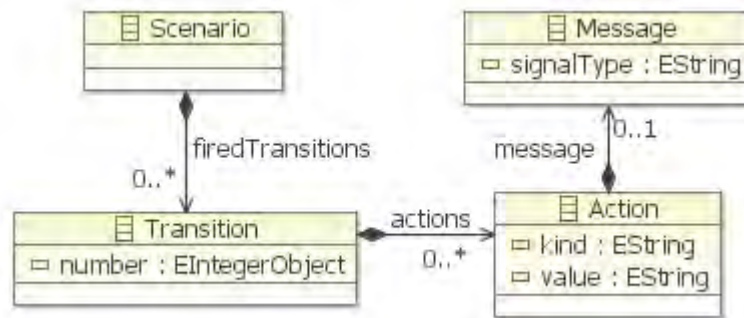 Scenario
Message
signalType : EString
firedTransitions
0..*
message
0..1
Transition
number : EIntegerObject
actions
0..*
Action
kind : EString
value : EString